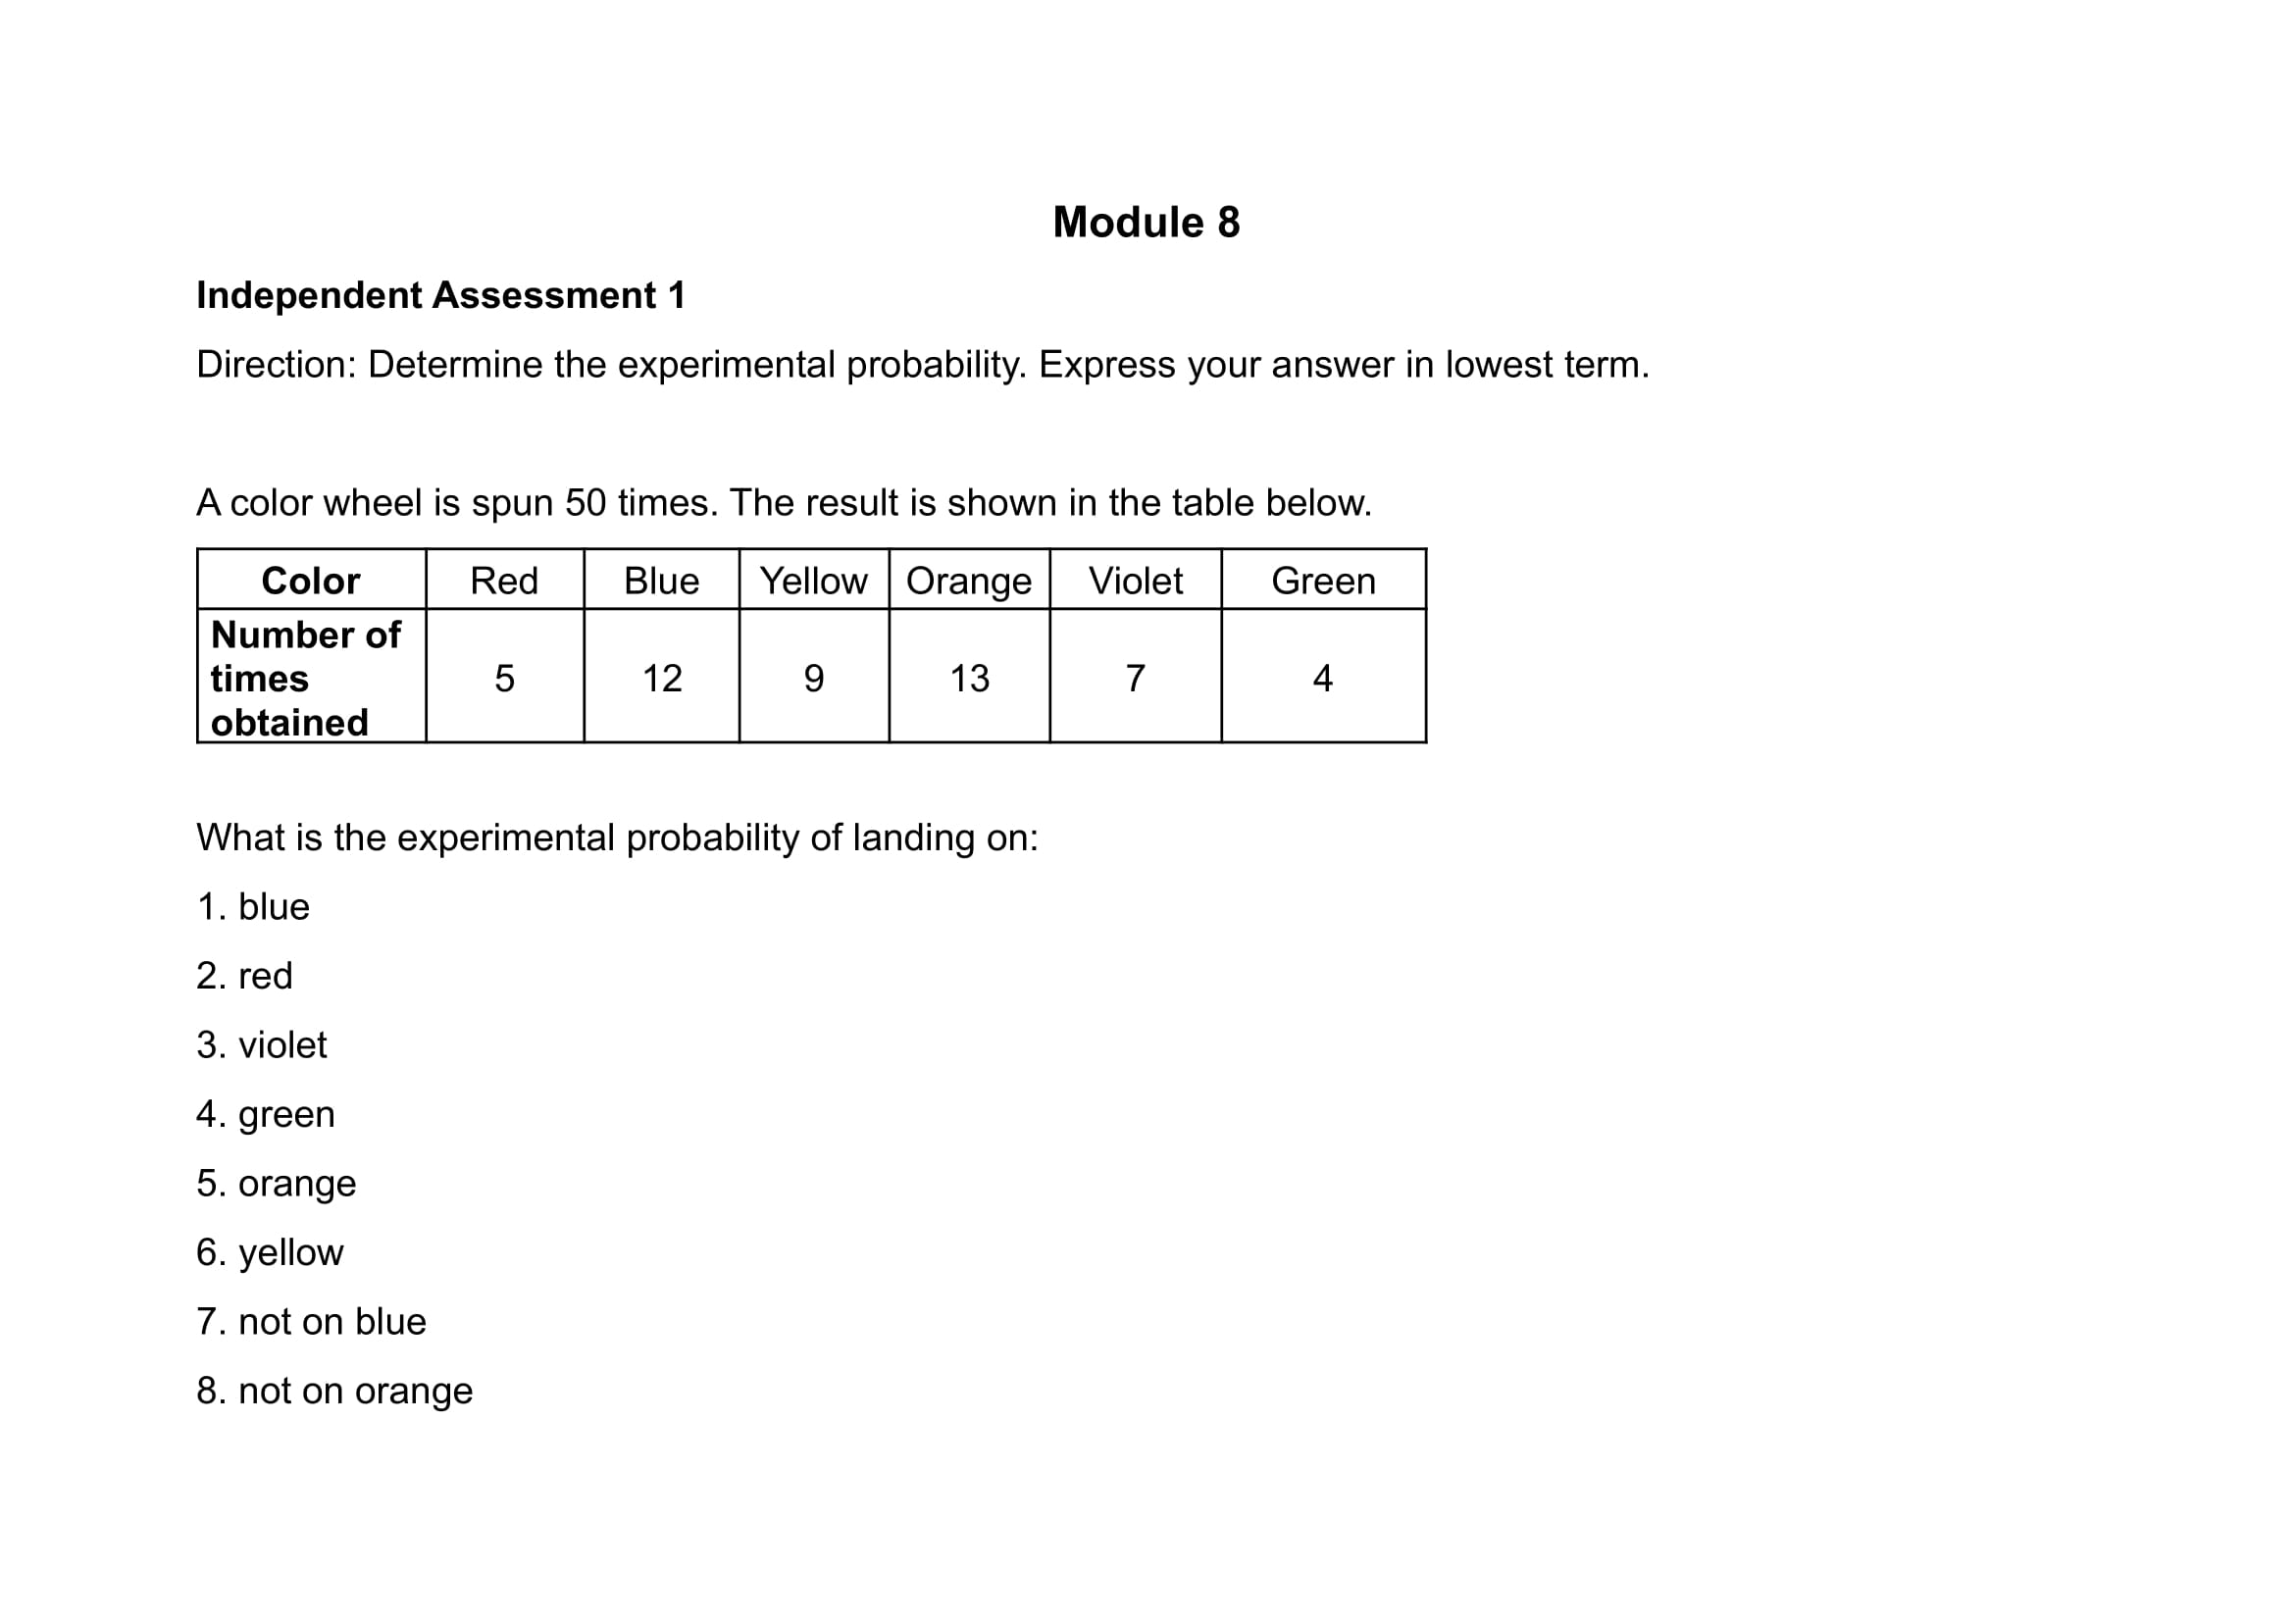 Module 8
Independent Assessment 1
Direction: Determine the experimental probability. Express your answer in lowest term.
A color wheel is spun 50 times. The result is shown in the table below.
Color Red Blue Yellow Orange Violet Green
Number of times obtained 5 12 9 13 7 4
What is the experimental probability of landing on:
1. blue
2. red
3. violet
4. green
5. orange
6. yellow
7. not on blue
8. not on orange